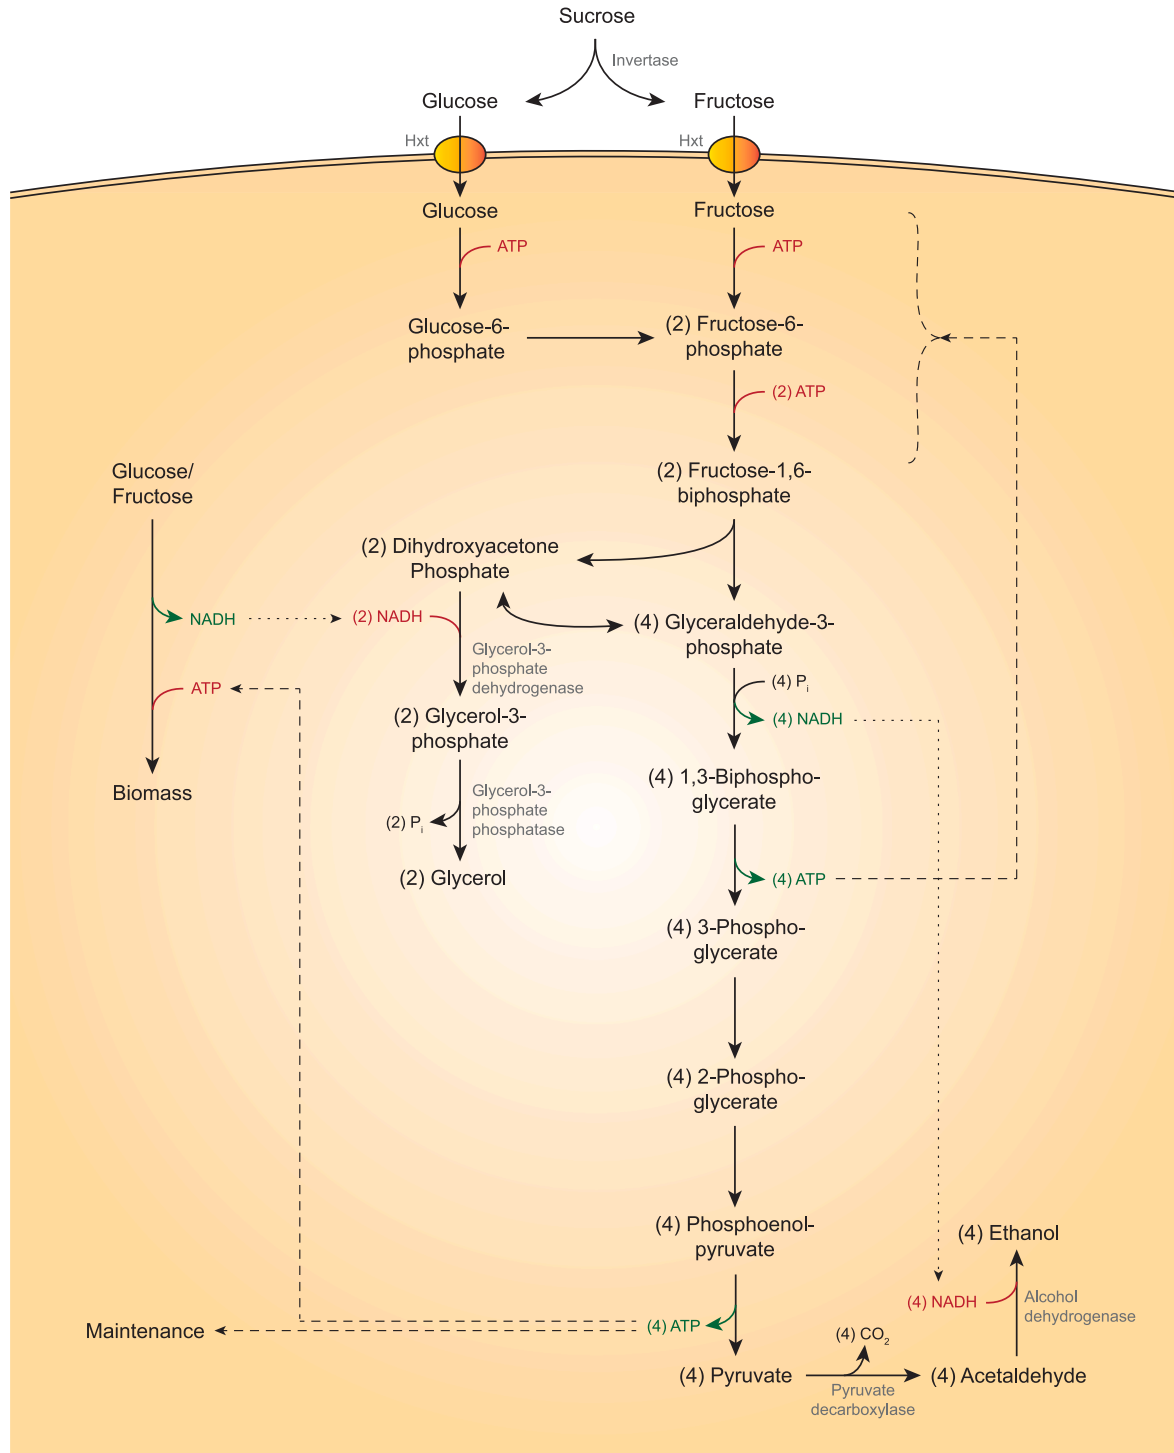 Sucrose
Invertase
Glucose
Fructose
Hxt
Hxt
Glucose
Fructose
ATP
ATP
Glucose-6-
phosphate
(2) Fructose-6-
phosphate
(2) ATP
(2) Fructose-1,6-
biphosphate
Glucose/
Fructose
(2) Dihydroxyacetone
Phosphate
NADH
(2) NADH
(4) Glyceraldehyde-3-
phosphate
Glycerol-3-
phosphate
dehydrogenase
ATP
(4) Pi
(4) NADH
(2) Glycerol-3-
phosphate
Biomass
(4) 1,3-Biphospho-
glycerate
Glycerol-3-
phosphate
phosphatase
(2) Pi
(2) Glycerol
(4) ATP
(4) 3-Phospho-
glycerate
(4) 2-Phospho-
glycerate
(4) Phosphoenol-
pyruvate
(4) Ethanol
(4) NADH
Alcohol
dehydrogenase
Maintenance
(4) ATP
(4) CO2
(4) Pyruvate
(4) Acetaldehyde
Pyruvate
decarboxylase